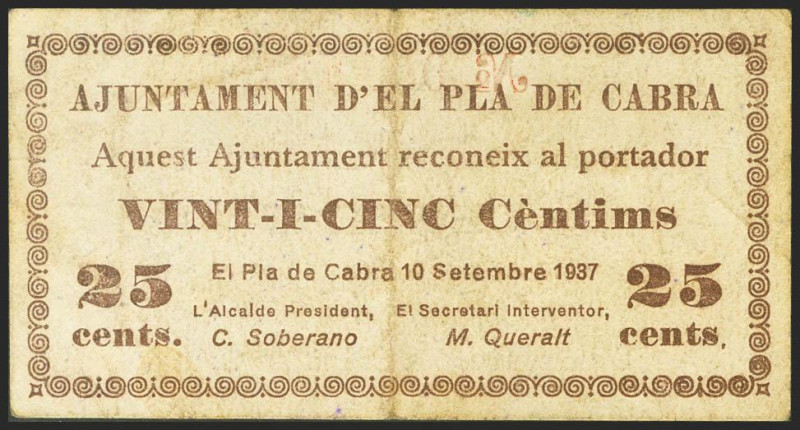 AJUNTAMENT D'EL PLA DE CABRA
Aquest Ajuntament reconeix al portador
VINT-I-CINC Cèntims
25 cents.
El Pla de Cabra 10 Setembre 1937
L'Alcalde President,
C. Soberano
El Secretari Interventor,
M. Queralt
25 cents.